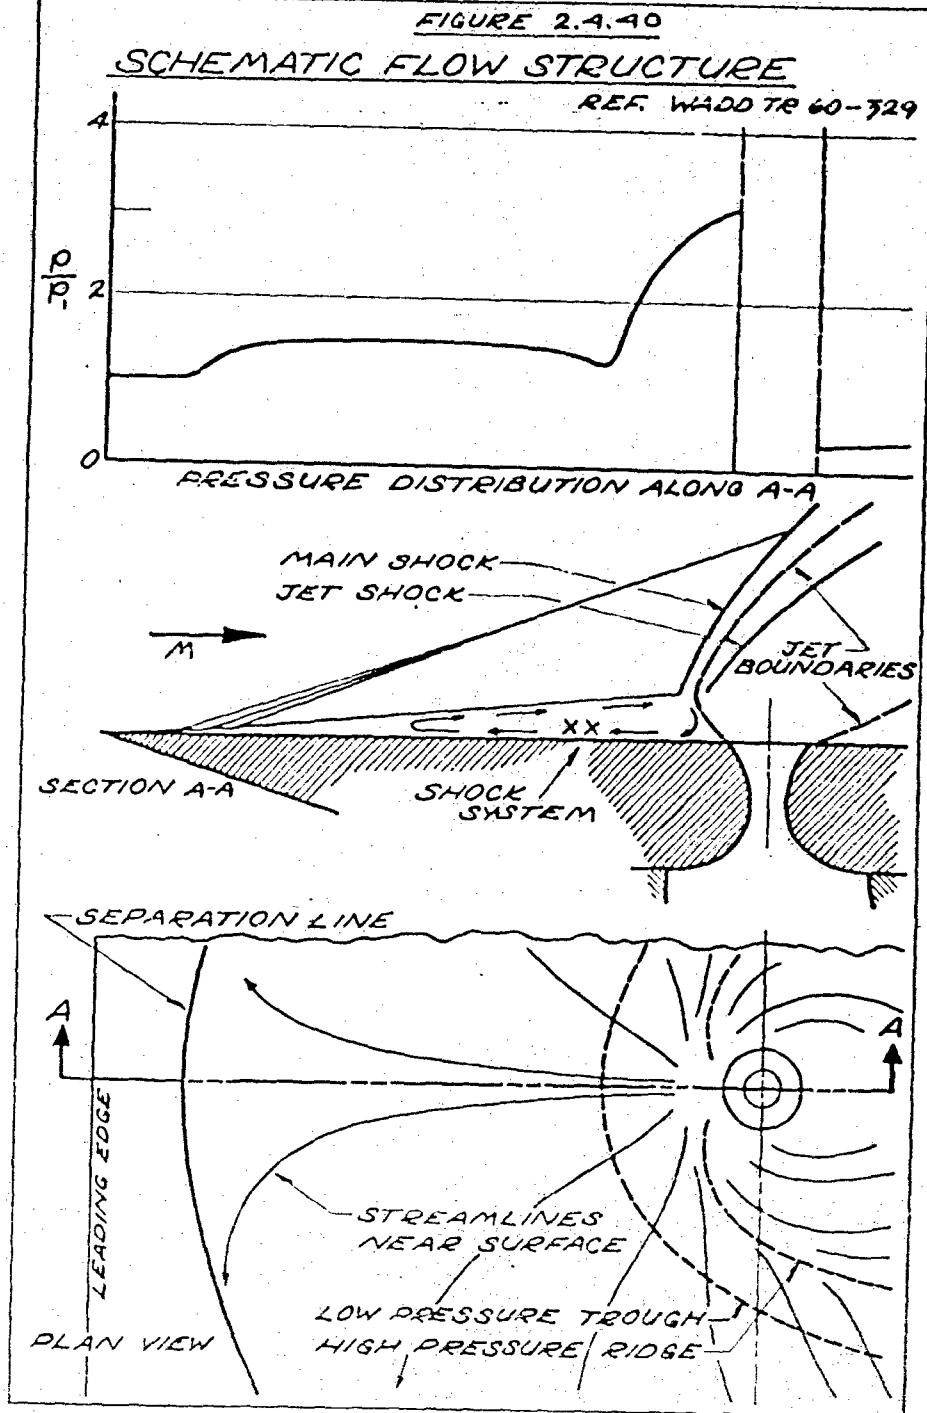 FIGURE 2.4.40
SCHEMATIC FLOW STRUCTURE
REF. WADD TR 60-329
4
P
P1
2
0
PRESSURE DISTRIBUTION ALONG A-A
MAIN SHOCK
JET SHOCK
M
JET
BOUNDARIES
XX
SECTION A-A
SHOCK
SYSTEM
SEPARATION LINE
A
A
LEADING EDGE
STREAMLINES
NEAR SURFACE
LOW PRESSURE TROUGH
HIGH PRESSURE RIDGE
PLAN VIEW